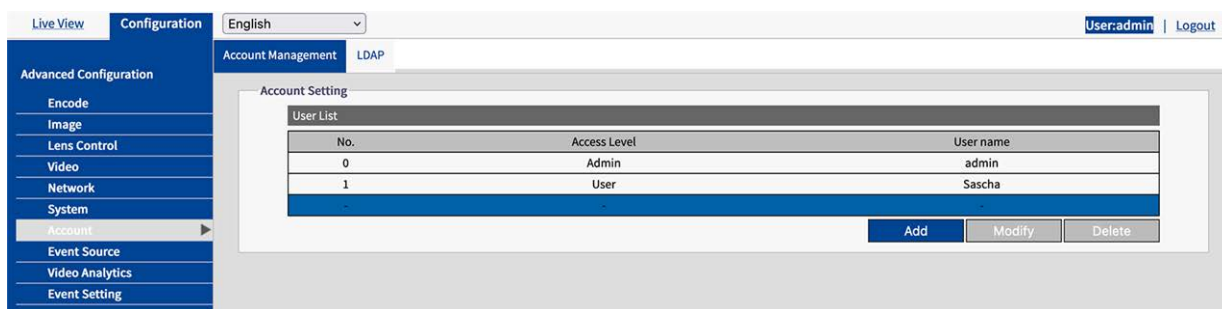 Live View Configuration English User:admin | Logout
Account Management LDAP
Advanced Configuration
Account Setting
Encode
User List
Image
No. Access Level User name
Lens Control
0 Admin admin
Video
1 User Sascha
Network
System
- - -
Account
Add Modify Delete
Event Source
Video Analytics
Event Setting